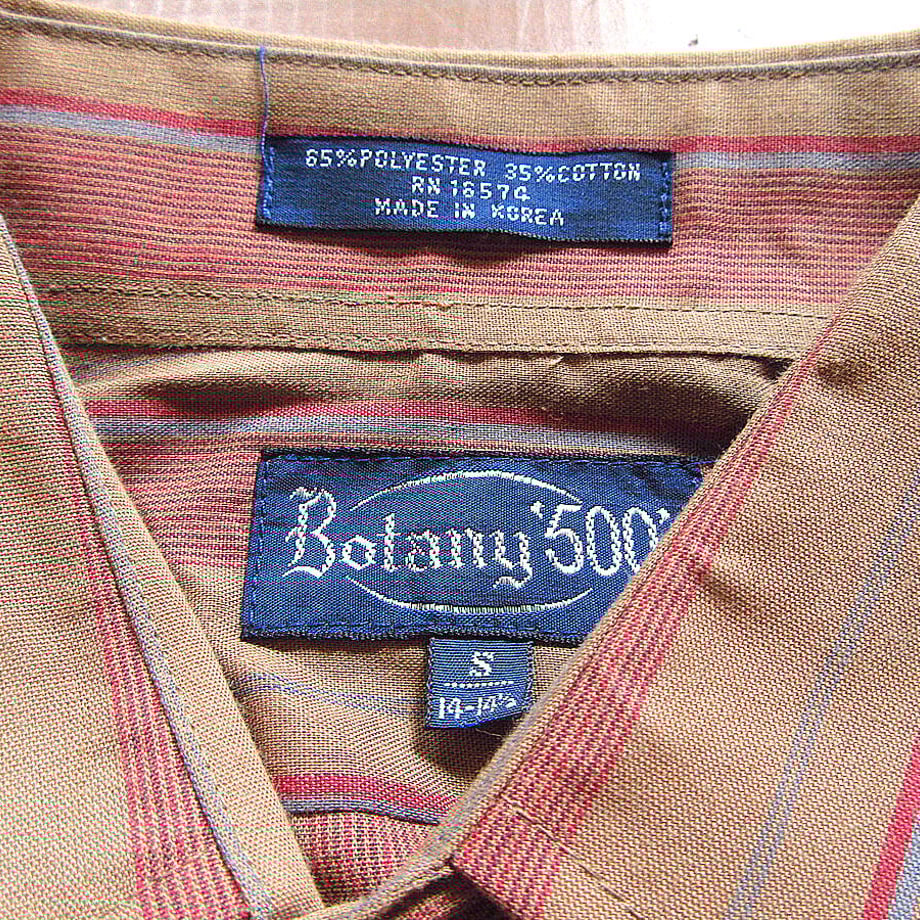 65%POLYESTER 35%COTTON
RN 16574
MADE IN KOREA
Botany '500'
S
14-14½